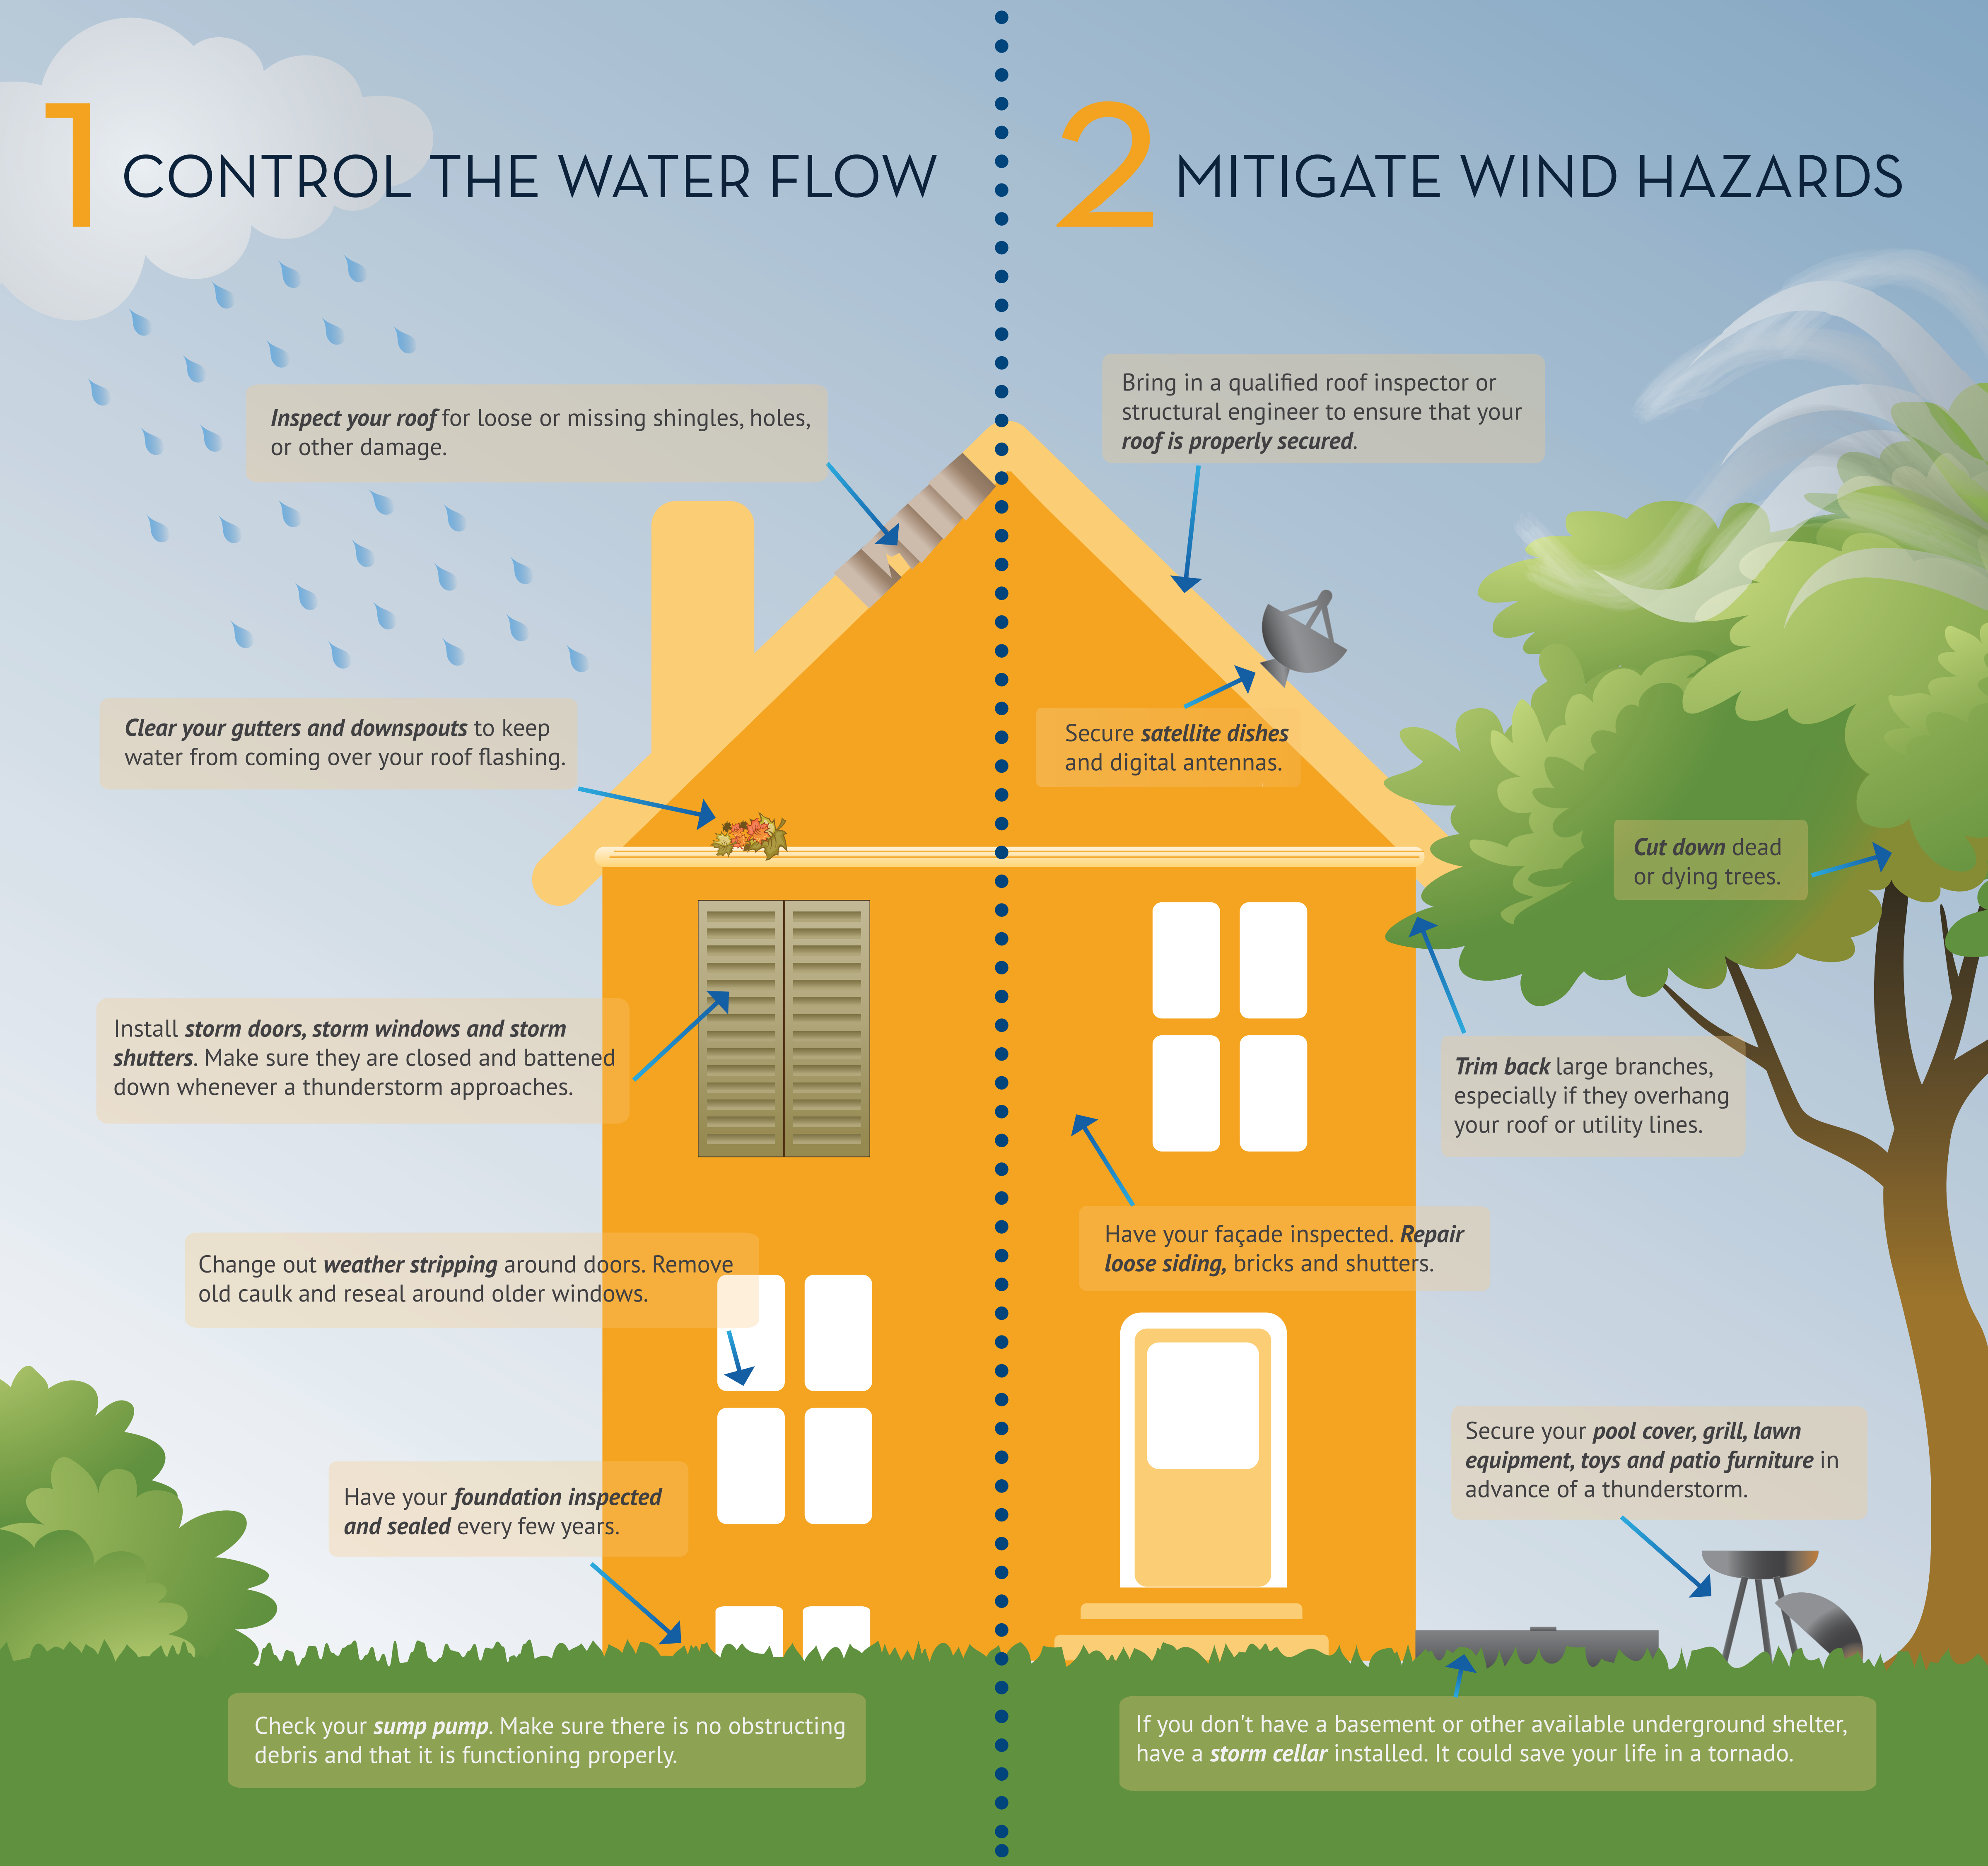 1 CONTROL THE WATER FLOW
Inspect your roof for loose or missing shingles, holes,
or other damage.
Clear your gutters and downspouts to keep
water from coming over your roof flashing.
Install storm doors, storm windows and storm
shutters. Make sure they are closed and battened
down whenever a thunderstorm approaches.
Change out weather stripping around doors. Remove
old caulk and reseal around older windows.
Have your foundation inspected
and sealed every few years.
Check your sump pump. Make sure there is no obstructing
debris and that it is functioning properly.
2 MITIGATE WIND HAZARDS
Bring in a qualified roof inspector or
structural engineer to ensure that your
roof is properly secured.
Secure satellite dishes
and digital antennas.
Cut down dead
or dying trees.
Trim back large branches,
especially if they overhang
your roof or utility lines.
Have your façade inspected. Repair
loose siding, bricks and shutters.
Secure your pool cover, grill, lawn
equipment, toys and patio furniture in
advance of a thunderstorm.
If you don't have a basement or other available underground shelter,
have a storm cellar installed. It could save your life in a tornado.